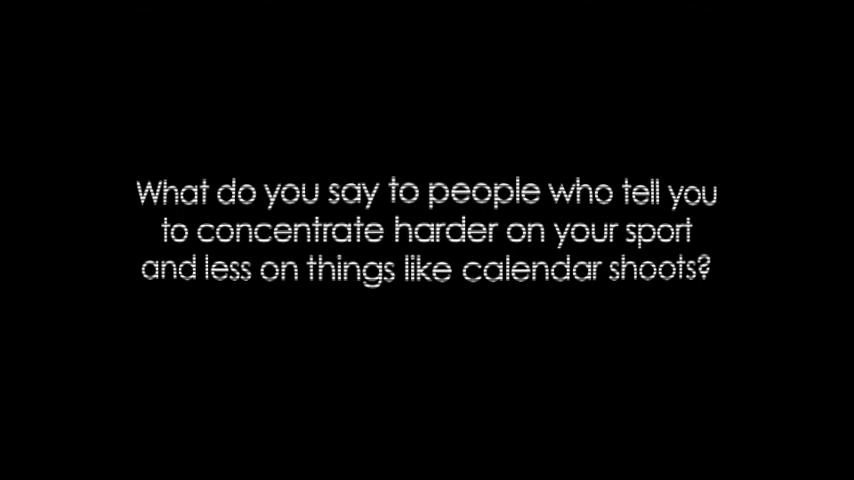 What do you say to people who tell you
to concentrate harder on your sport
and less on things like calendar shoots?